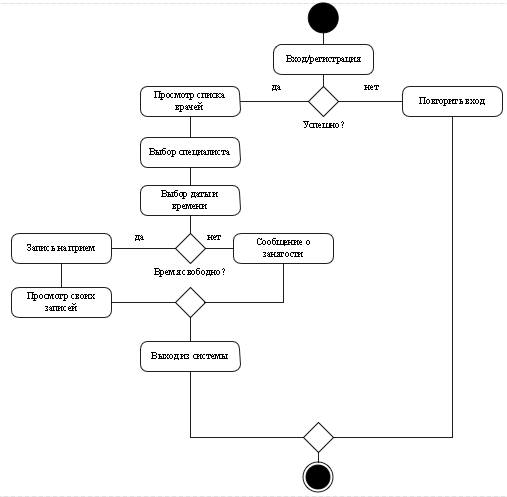 Вход/регистрация
да
нет
Просмотр списка
врачей
Повторить вход
Успешно?
Выбор специалиста
Выбор даты и
времени
да
нет
Запись на прием
Сообщение о
занятости
Время свободно?
Просмотр своих
записей
Выход из системы